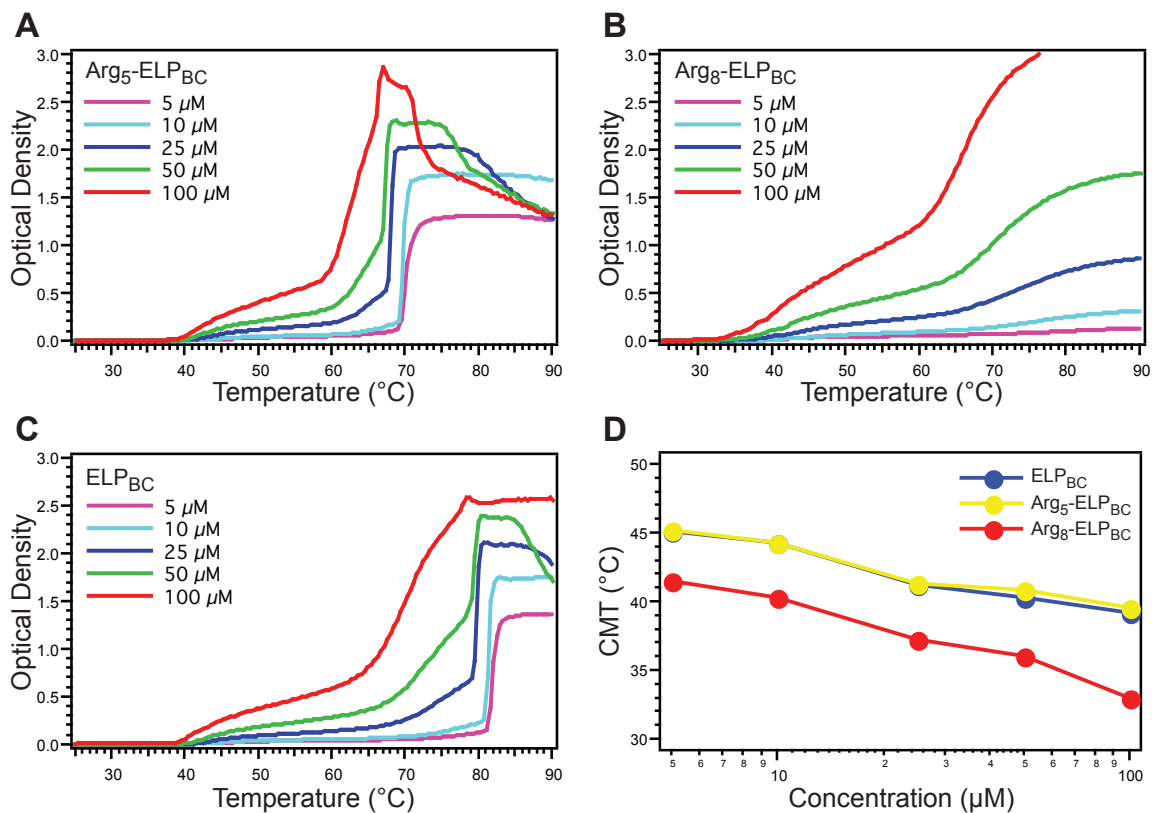 A
Arg5-ELPBC
5 µM
10 µM
25 µM
50 µM
100 µM
Optical Density
3.0
2.5
2.0
1.5
1.0
0.5
0.0
30 40 50 60 70 80 90
Temperature (°C)
B
Arg8-ELPBC
5 µM
10 µM
25 µM
50 µM
100 µM
Optical Density
3.0
2.5
2.0
1.5
1.0
0.5
0.0
30 40 50 60 70 80 90
Temperature (°C)
C
ELPBC
5 µM
10 µM
25 µM
50 µM
100 µM
Optical Density
3.0
2.5
2.0
1.5
1.0
0.5
0.0
30 40 50 60 70 80 90
Temperature (°C)
D
ELPBC
Arg5-ELPBC
Arg8-ELPBC
CMT (°C)
50
45
40
35
30
5 6 7 8 9 10 2 3 4 5 6 7 8 9 100
Concentration (µM)